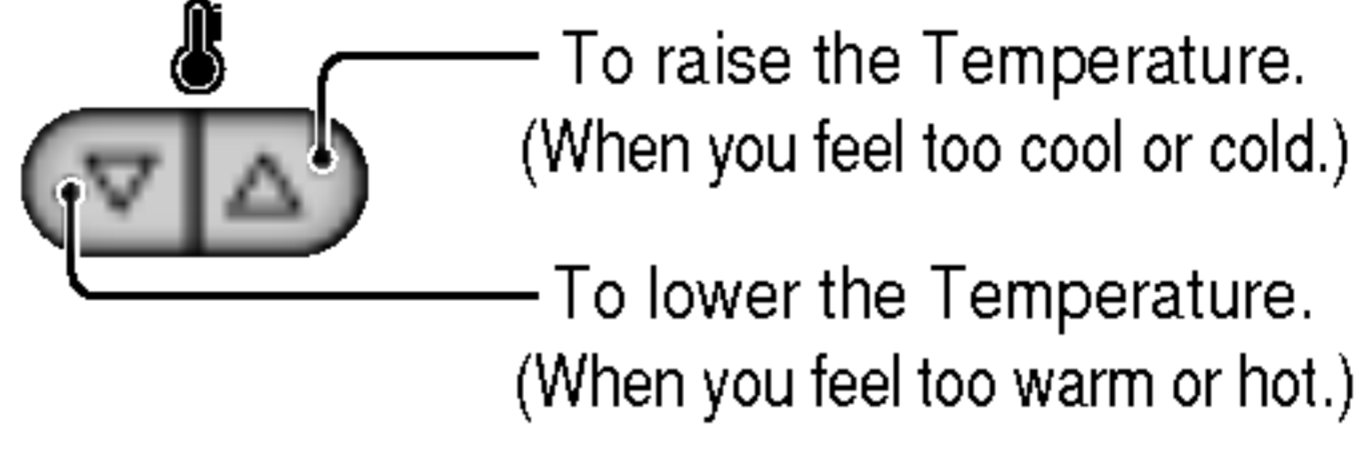 To raise the Temperature.
(When you feel too cool or cold.)
To lower the Temperature.
(When you feel too warm or hot.)